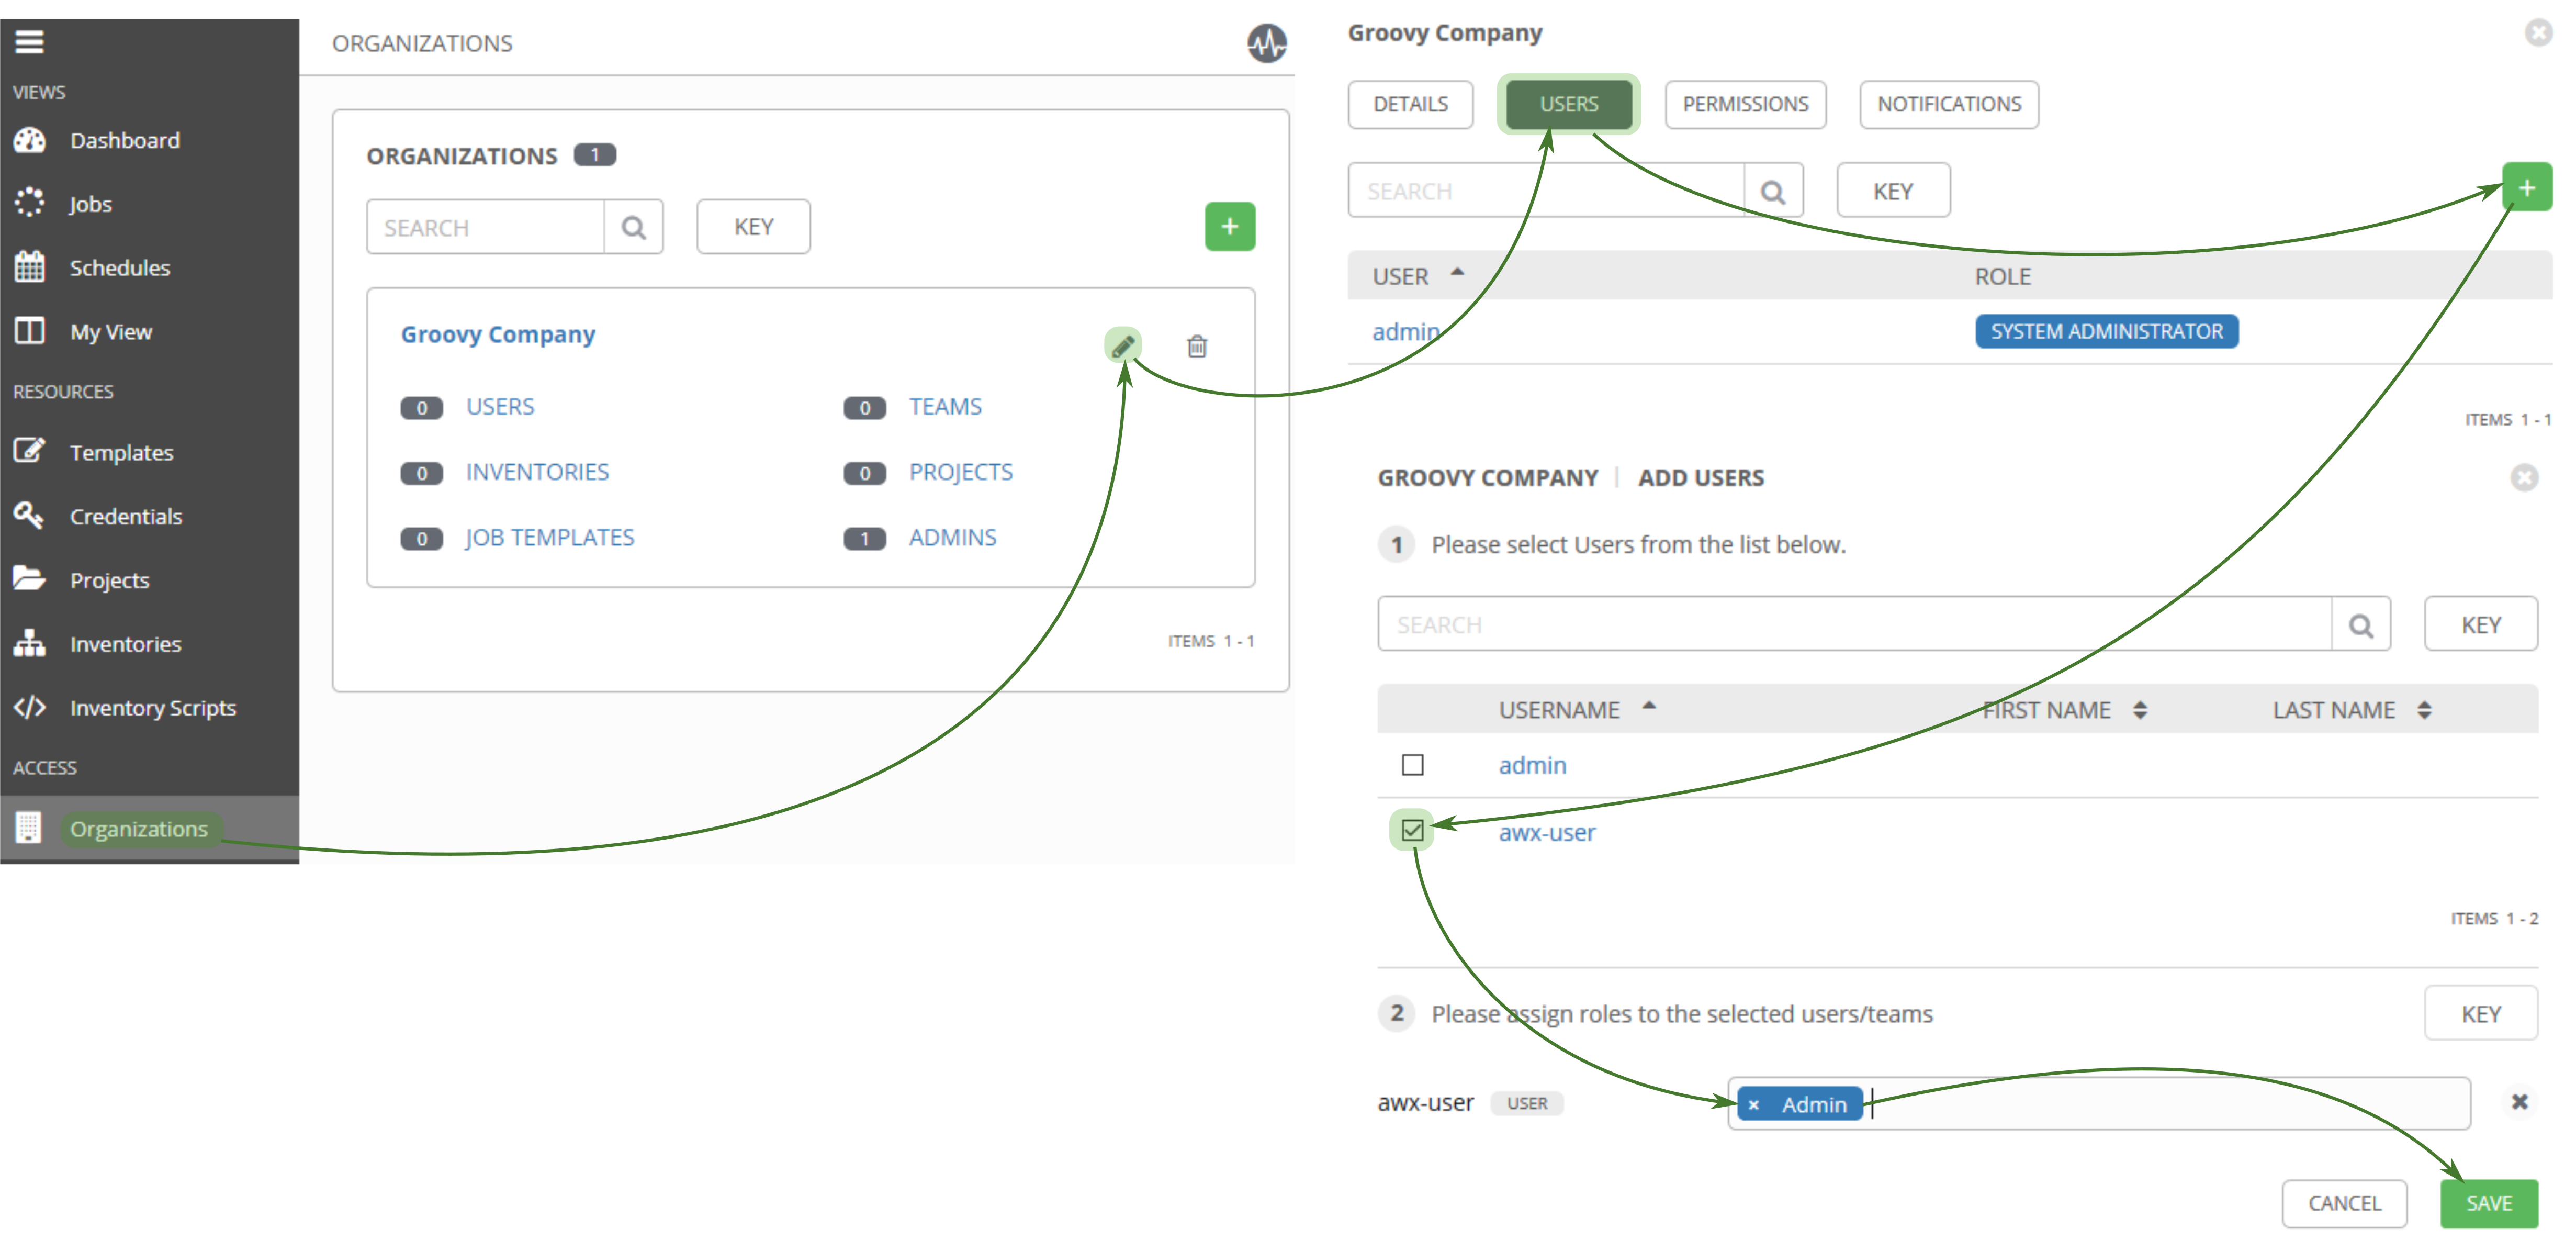 VIEWS
Dashboard
Jobs
Schedules
My View
RESOURCES
Templates
Credentials
Projects
Inventories
Inventory Scripts
ACCESS
Organizations
ORGANIZATIONS
ORGANIZATIONS 1
SEARCH KEY +
Groovy Company
0 USERS 0 TEAMS
0 INVENTORIES 0 PROJECTS
0 JOB TEMPLATES 1 ADMINS
ITEMS 1 - 1
Groovy Company
DETAILS USERS PERMISSIONS NOTIFICATIONS
SEARCH KEY +
USER ROLE
admin SYSTEM ADMINISTRATOR
ITEMS 1 - 1
GROOVY COMPANY | ADD USERS
1 Please select Users from the list below.
SEARCH KEY
USERNAME FIRST NAME LAST NAME
admin
awx-user
ITEMS 1 - 2
2 Please assign roles to the selected users/teams KEY
awx-user USER × Admin
CANCEL SAVE